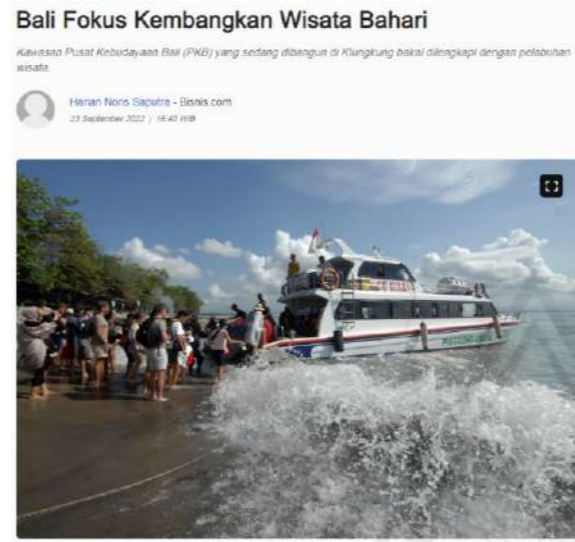 Bali Fokus Kembangkan Wisata Bahari
Kawasan Pusat Kebudayaan Bali (PKB) yang sedang dibangun di Klungkung bakal dilengkapi dengan pelabuhan
wisata.
Harian Noris Saputra - Bisnis.com
23 September 2022 | 16:40 WIB